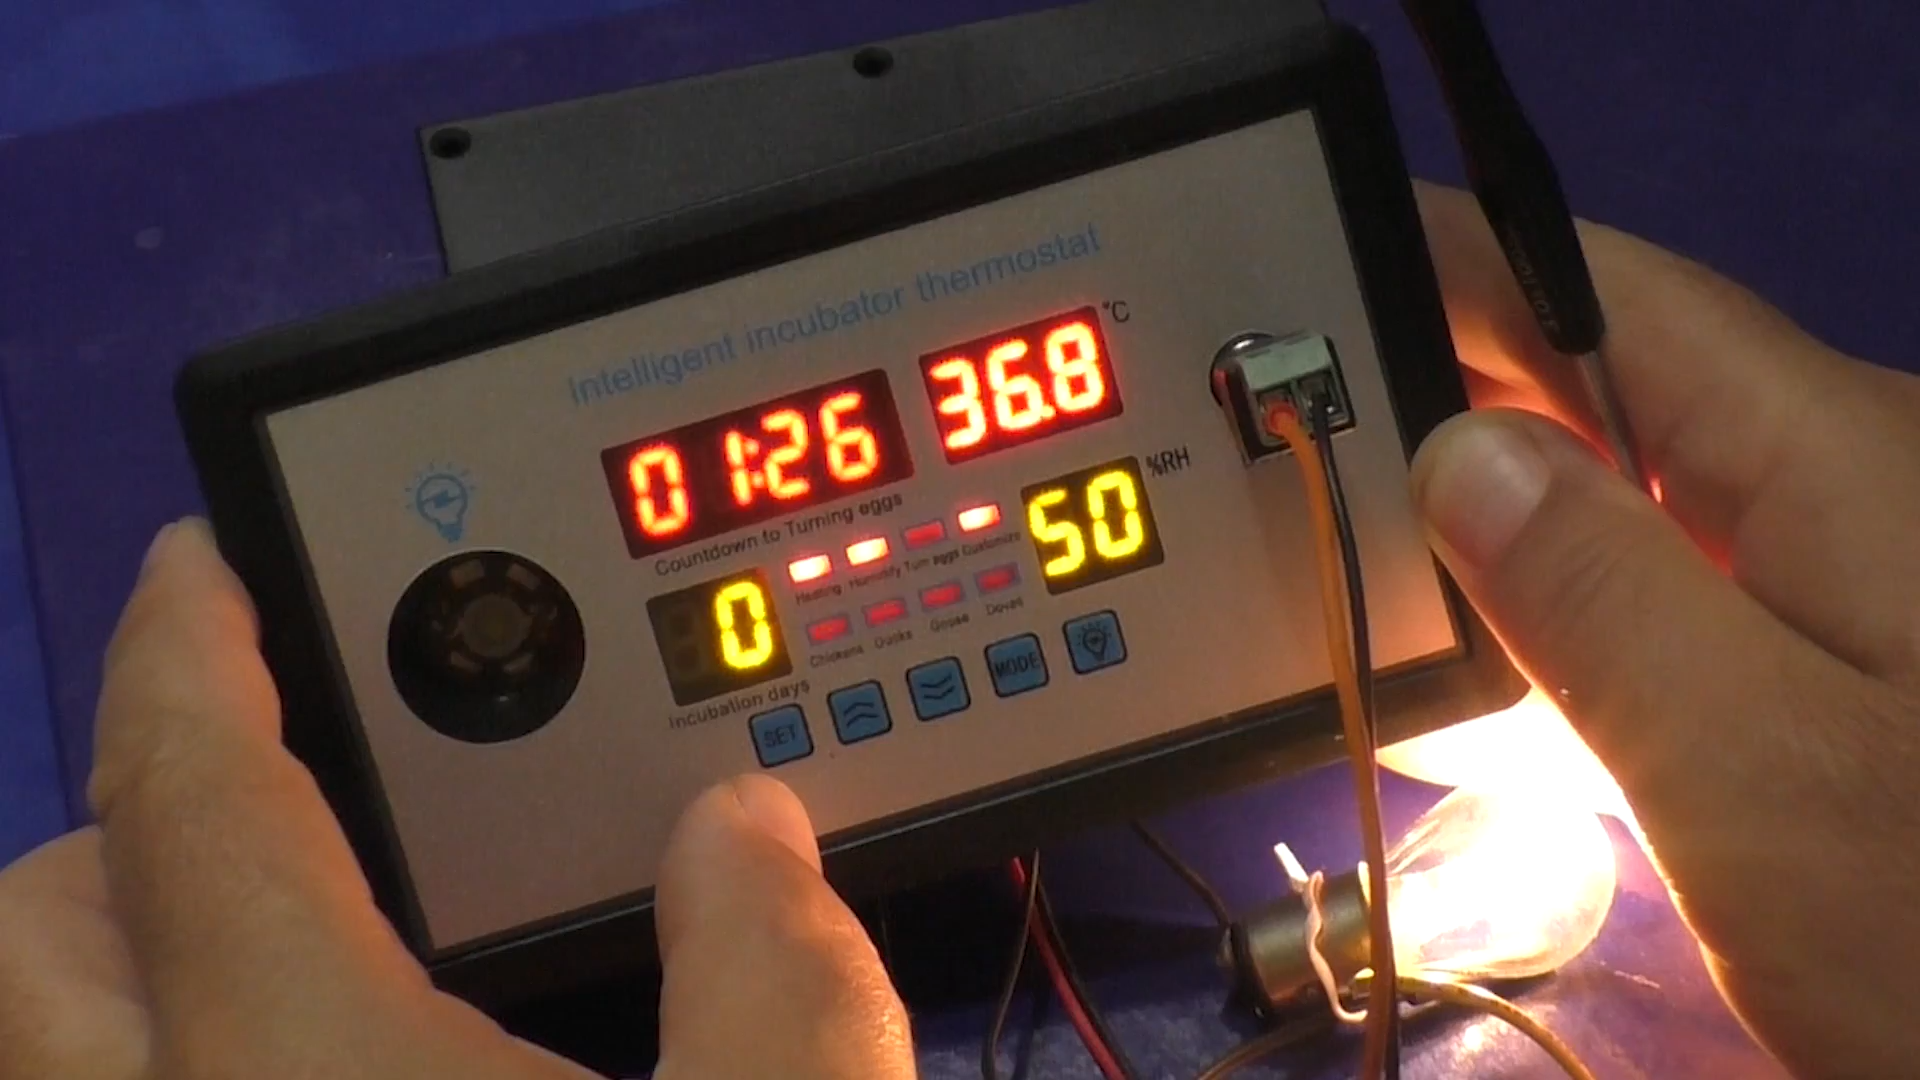 Intelligent incubator thermostat
01:26
36.8 °C
Countdown to Turning eggs
Heating Humidity Turn eggs Customize
50 %RH
0
Chickens Ducks Goose Doves
Incubation days
SET
MODE